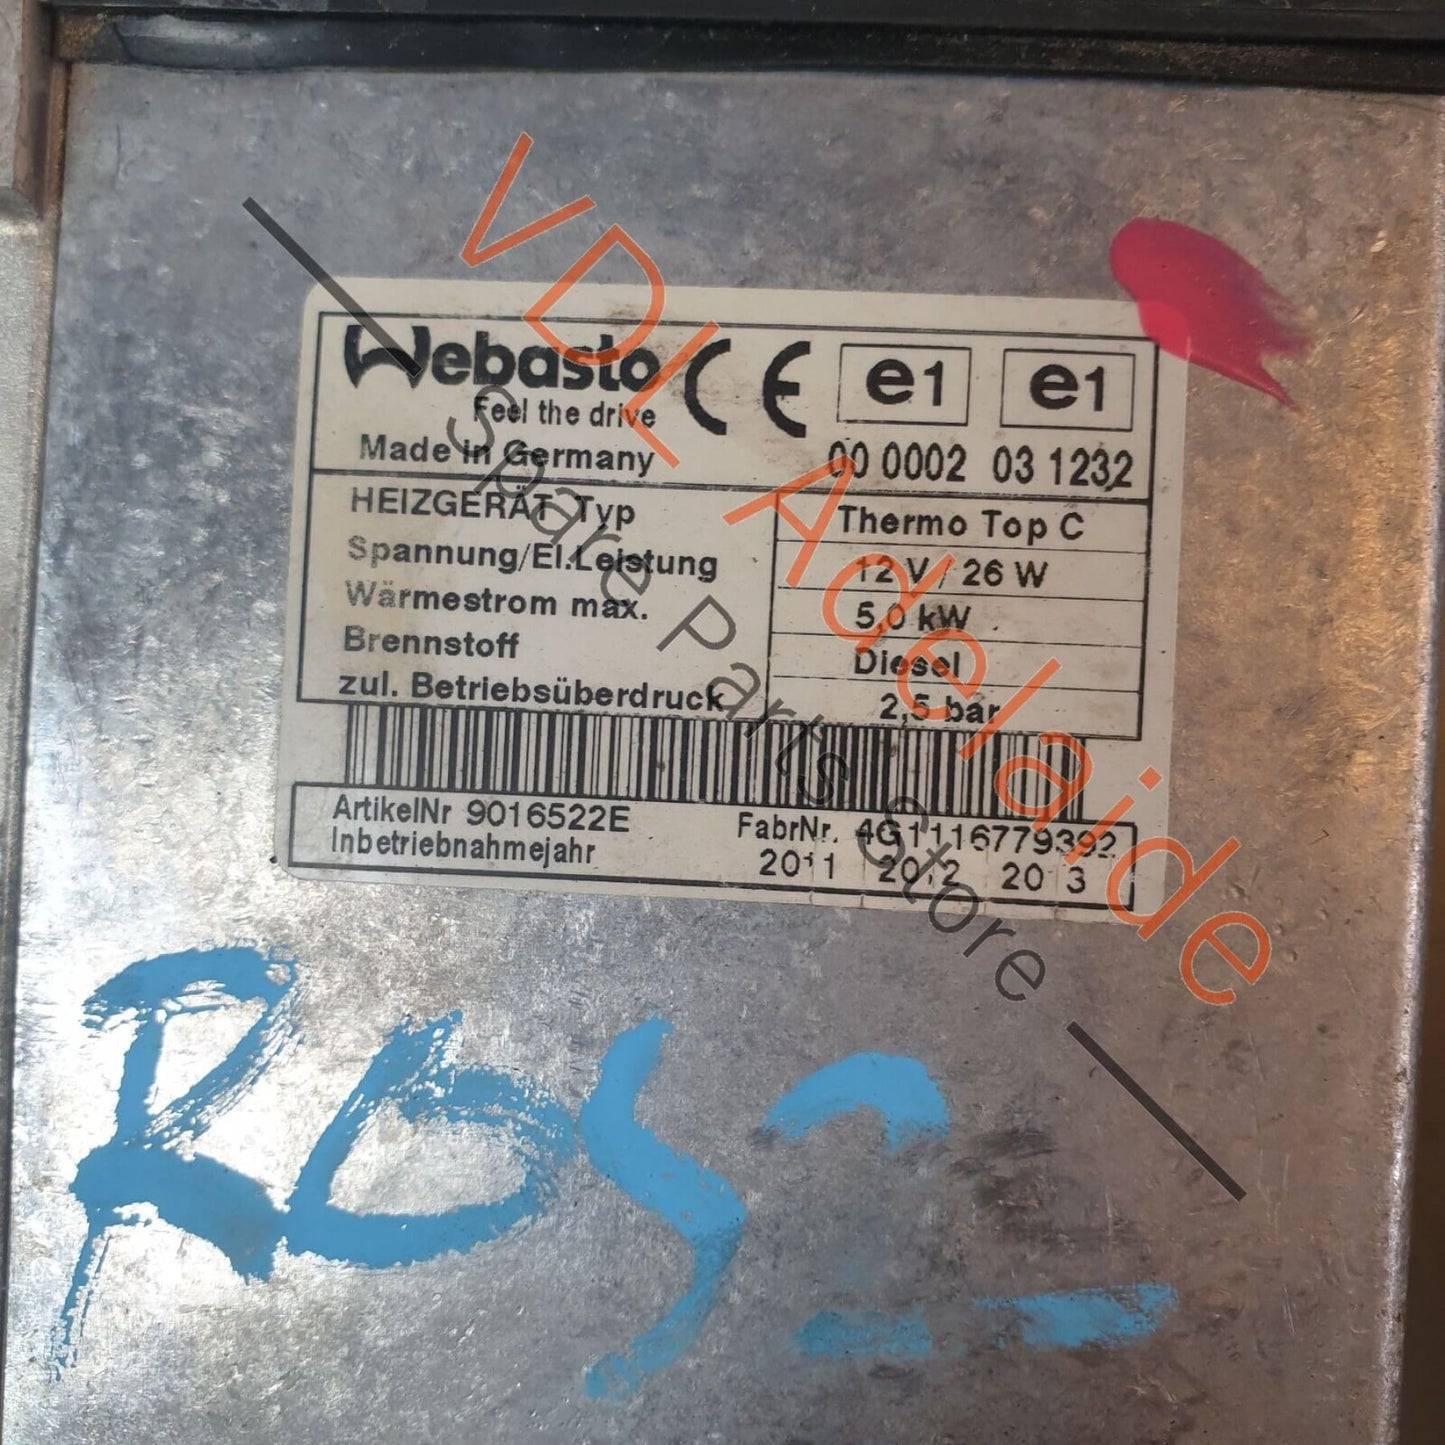 Webasto CE e1 e1
Feel the drive
Made in Germany 00 0002 03 1232
HEIZGERÄT Typ Thermo Top C
Spannung/El.Leistung 12 V / 26 W
Wärmestrom max. 5,0 kW
Brennstoff Diesel
zul. Betriebsüberdruck 2,5 bar
ArtikelNr 9016522E FabrNr. 4G1116779392
Inbetriebnahmejahr 2011 2012 2013
VDL Adelaide
Spare Parts Store